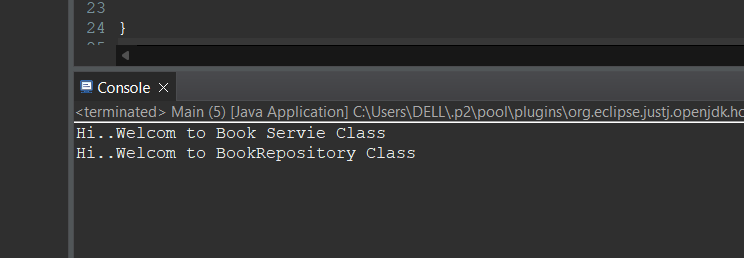 23
24 }
25
Console
<terminated> Main (5) [Java Application] C:\Users\DELL\.p2\pool\plugins\org.eclipse.justj.openjdk.ho
Hi..Welcom to Book Servie Class
Hi..Welcom to BookRepository Class